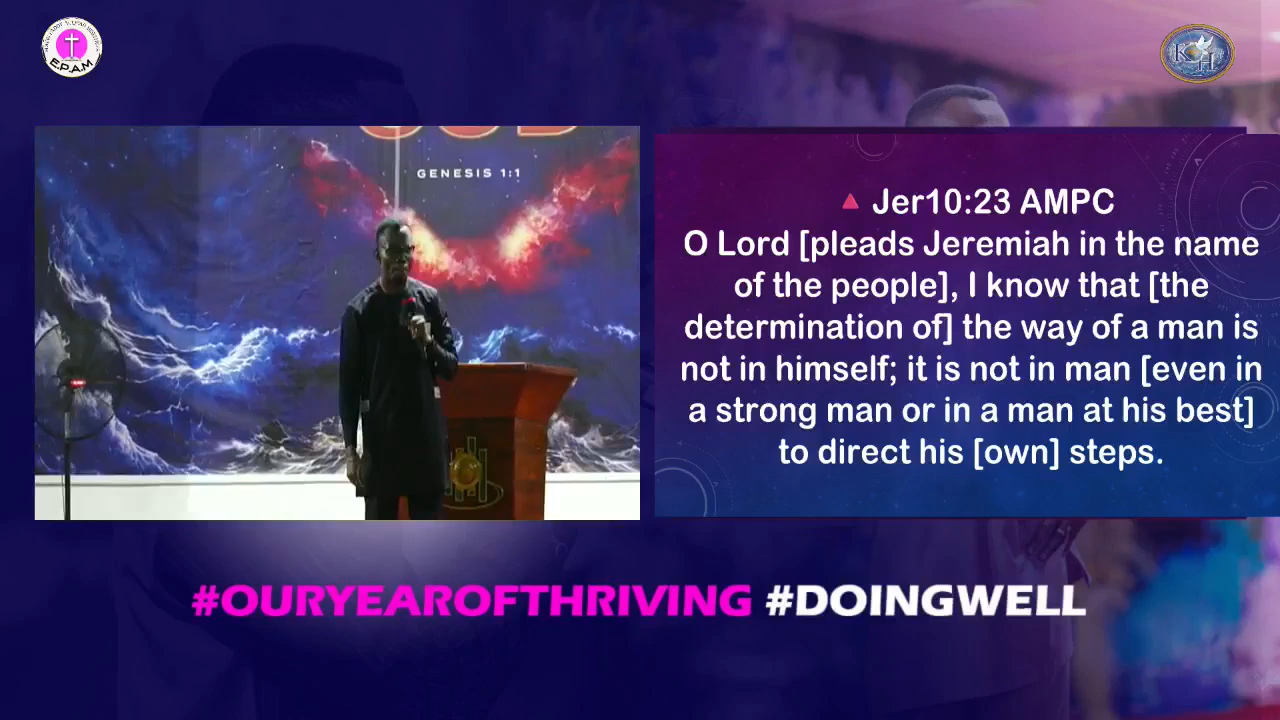 E.P.A.M
K H
GENESIS 1:1
Jer10:23 AMPC
O Lord [pleads Jeremiah in the name
of the people], I know that [the
determination of] the way of a man is
not in himself; it is not in man [even in
a strong man or in a man at his best]
to direct his [own] steps.
#OURYEAROFTHRIVING #DOINGWELL